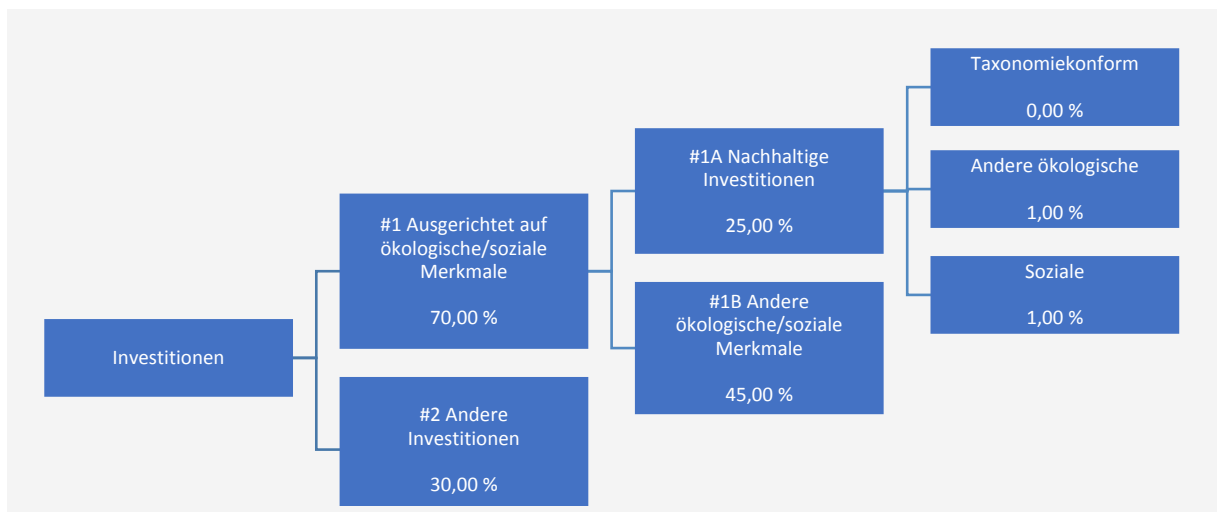 Investitionen
#1 Ausgerichtet auf
ökologische/soziale
Merkmale
70,00 %
#2 Andere
Investitionen
30,00 %
#1A Nachhaltige
Investitionen
25,00 %
#1B Andere
ökologische/soziale
Merkmale
45,00 %
Taxonomiekonform
0,00 %
Andere ökologische
1,00 %
Soziale
1,00 %